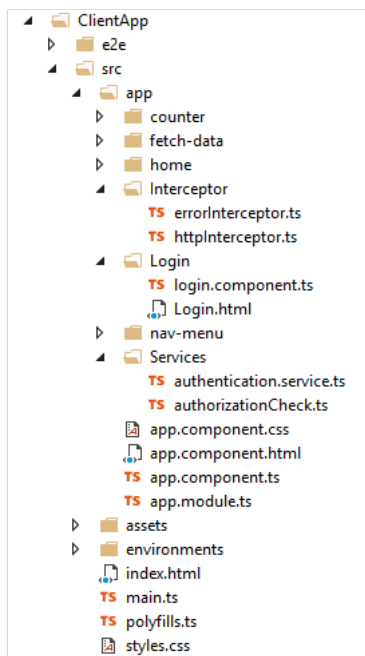 ClientApp
e2e
src
app
counter
fetch-data
home
Interceptor
TS errorInterceptor.ts
TS httpInterceptor.ts
Login
TS login.component.ts
Login.html
nav-menu
Services
TS authentication.service.ts
TS authorizationCheck.ts
app.component.css
app.component.html
TS app.component.ts
TS app.module.ts
assets
environments
index.html
TS main.ts
TS polyfills.ts
styles.css